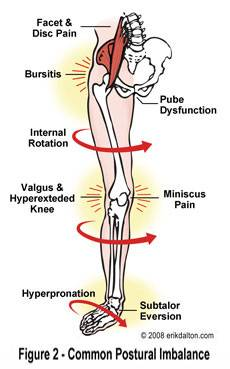 Facet &
Disc Pain
Bursitis
Pube
Dysfunction
Internal
Rotation
Valgus &
Hyperexteded
Knee
Miniscus
Pain
Hyperpronation
Subtalor
Eversion
© 2008 erikdalton.com
Figure 2 - Common Postural Imbalance